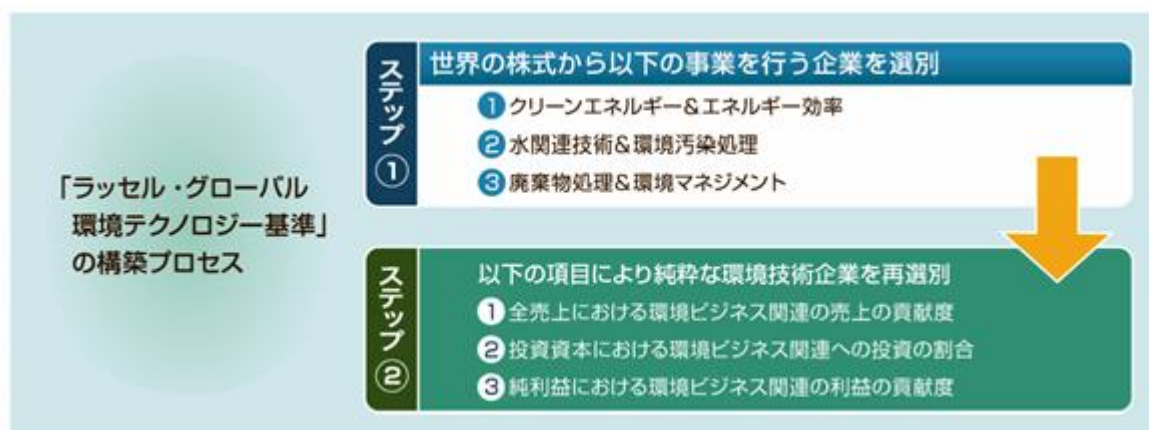 「ラッセル・グローバル
環境テクノロジー基準」
の構築プロセス
ステップ①
世界の株式から以下の事業を行う企業を選別
❶クリーンエネルギー&エネルギー効率
❷水関連技術&環境汚染処理
❸廃棄物処理&環境マネジメント
ステップ②
以下の項目により純粋な環境技術企業を再選別
❶全売上における環境ビジネス関連の売上の貢献度
❷投資資本における環境ビジネス関連への投資の割合
❸純利益における環境ビジネス関連の利益の貢献度